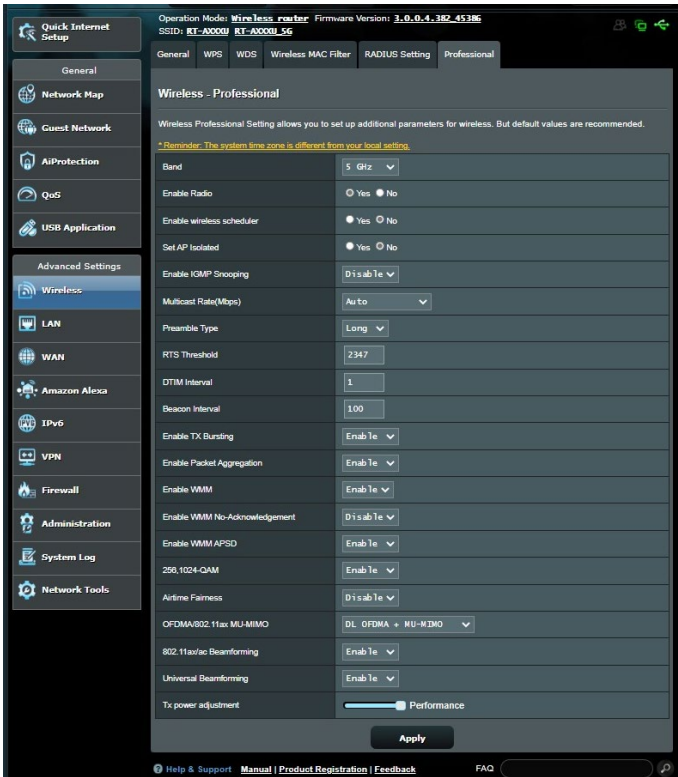 Operation Mode: Wireless router Firmware Version: 3.0.0.4.382_45386
SSID: RT-AXXXU RT-AXXXU_5G
Quick Internet
Setup
General
Network Map
Guest Network
AiProtection
QoS
USB Application
Advanced Settings
Wireless
LAN
WAN
Amazon Alexa
IPv6
VPN
Firewall
Administration
System Log
Network Tools
General WPS WDS Wireless MAC Filter RADIUS Setting Professional
Wireless - Professional
Wireless Professional Setting allows you to set up additional parameters for wireless. But default values are recommended.
* Reminder: The system time zone is different from your local setting.
Band 5 GHz
Enable Radio Yes No
Enable wireless scheduler Yes No
Set AP Isolated Yes No
Enable IGMP Snooping Disable
Multicast Rate(Mbps) Auto
Preamble Type Long
RTS Threshold 2347
DTIM Interval 1
Beacon Interval 100
Enable TX Bursting Enable
Enable Packet Aggregation Enable
Enable WMM Enable
Enable WMM No-Acknowledgement Disable
Enable WMM APSD Enable
256,1024-QAM Enable
Airtime Fairness Disable
OFDMA/802.11ax MU-MIMO DL OFDMA + MU-MIMO
802.11ax/ac Beamforming Enable
Universal Beamforming Enable
Tx power adjustment Performance
Apply
Help & Support Manual | Product Registration | Feedback FAQ